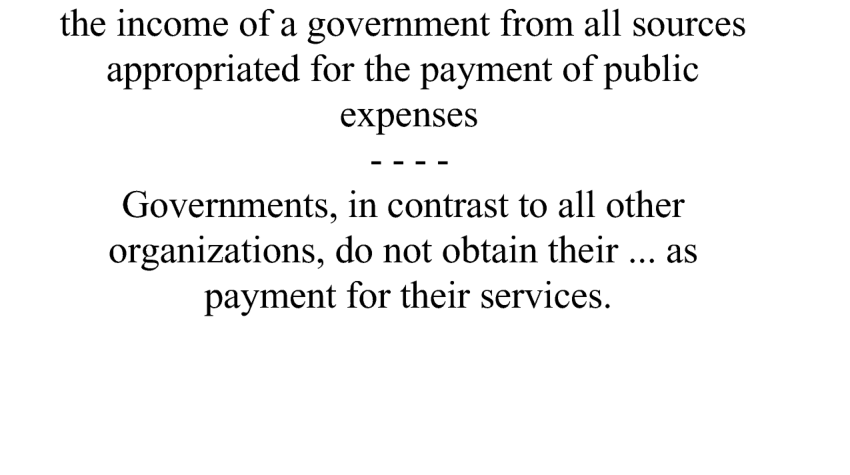 the income of a government from all sources
appropriated for the payment of public
expenses
- - - -
Governments, in contrast to all other
organizations, do not obtain their ... as
payment for their services.